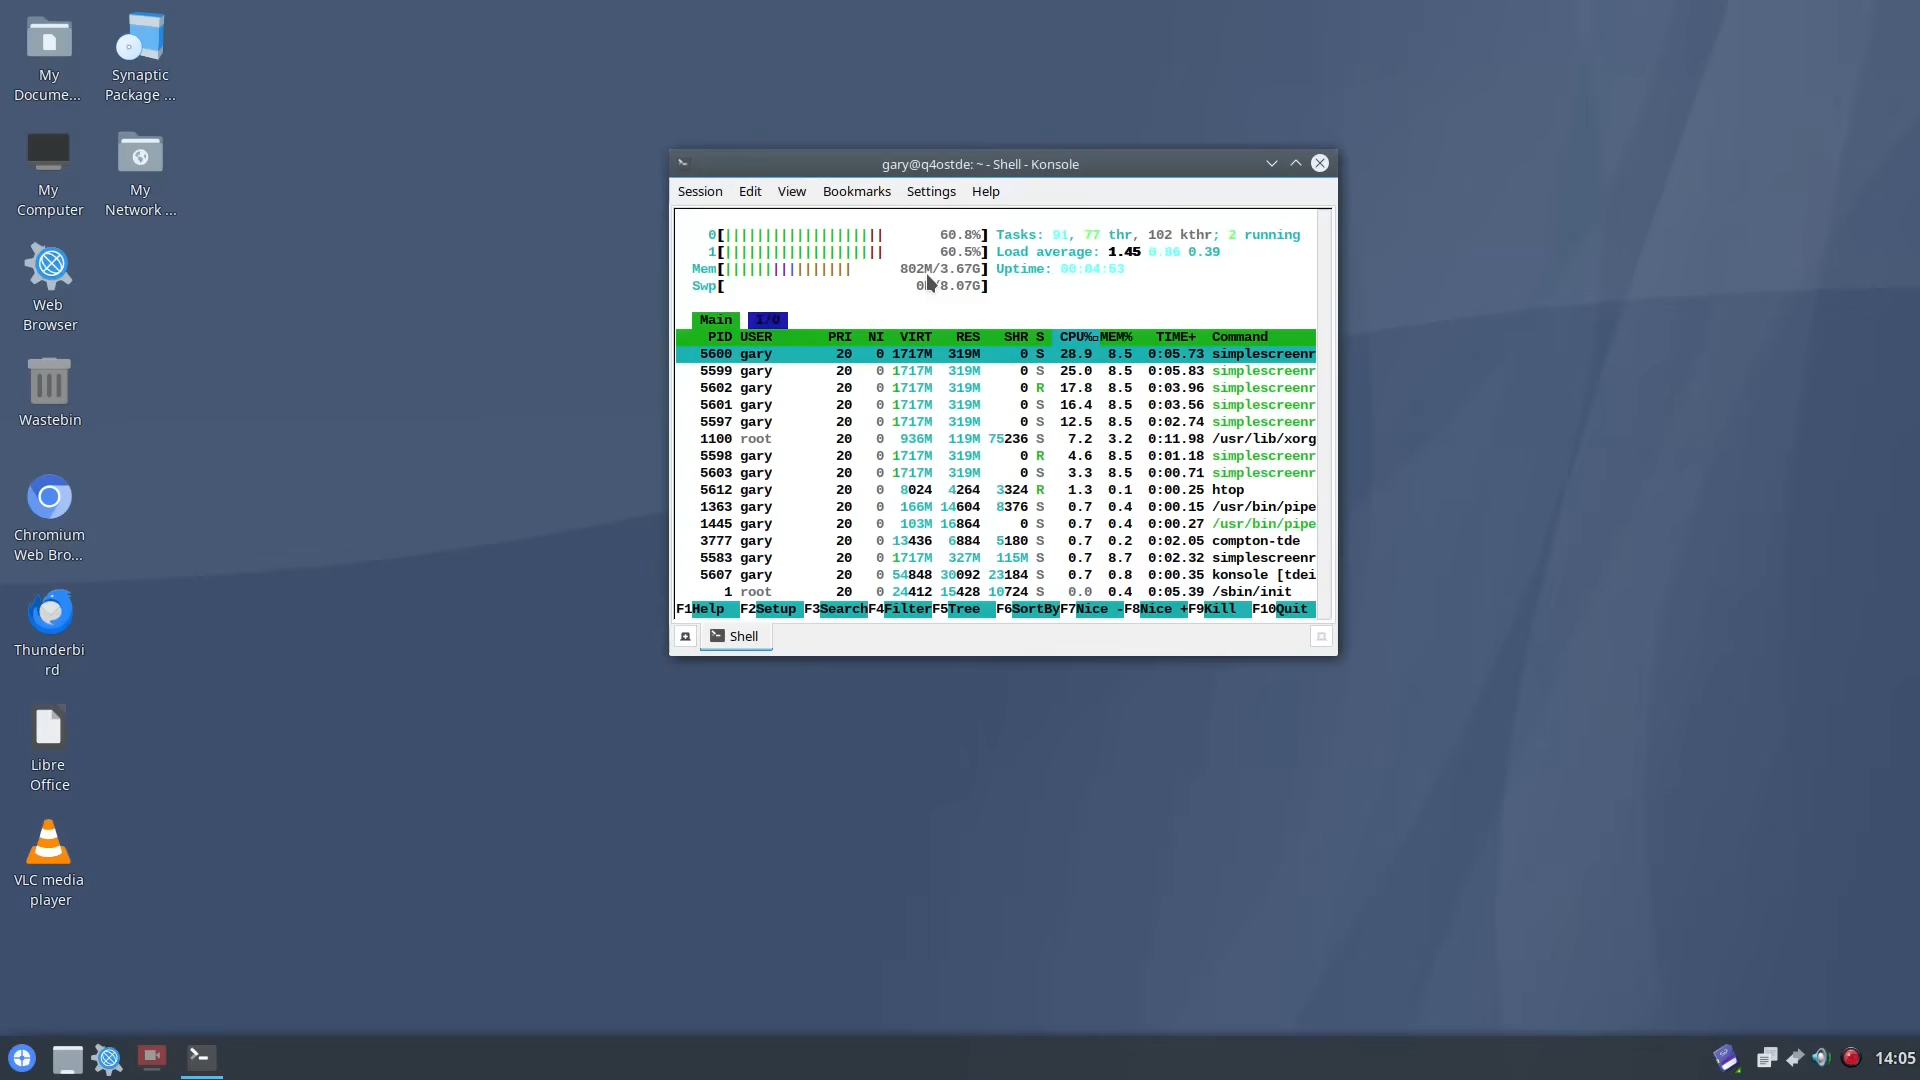 My
Docume...
Synaptic
Package ...
My
Computer
My
Network ...
Web
Browser
Wastebin
Chromium
Web Bro...
Thunderbi
rd
Libre
Office
VLC media
player
gary@q4ostde: ~ - Shell - Konsole
Session Edit View Bookmarks Settings Help
0[||||||||||||||||||||60.8%] Tasks: 91, 77 thr, 102 kthr; 2 running
1[||||||||||||||||||||60.5%] Load average: 1.45 0.86 0.39
Mem[||||||||||||||||802M/3.67G] Uptime: 00:04:53
Swp[ /8.07G]
Main I/O
PID USER PRI NI VIRT RES SHR S CPU% MEM% TIME+ Command
5600 gary 20 0 1717M 319M 0 S 28.9 8.5 0:05.73 simplescreenr
5599 gary 20 0 1717M 319M 0 S 25.0 8.5 0:05.83 simplescreenr
5602 gary 20 0 1717M 319M 0 R 17.8 8.5 0:03.96 simplescreenr
5601 gary 20 0 1717M 319M 0 S 16.4 8.5 0:03.56 simplescreenr
5597 gary 20 0 1717M 319M 0 S 12.5 8.5 0:02.74 simplescreenr
1100 root 20 0 936M 119M 75236 S 7.2 3.2 0:11.98 /usr/lib/xorg
5598 gary 20 0 1717M 319M 0 R 4.6 8.5 0:01.18 simplescreenr
5603 gary 20 0 1717M 319M 0 S 3.3 8.5 0:00.71 simplescreenr
5612 gary 20 0 8024 4264 3324 R 1.3 0.1 0:00.25 htop
1363 gary 20 0 166M 14604 8376 S 0.7 0.4 0:00.15 /usr/bin/pipe
1445 gary 20 0 103M 16864 0 S 0.7 0.4 0:00.27 /usr/bin/pipe
3777 gary 20 0 13436 6884 5180 S 0.7 0.2 0:02.05 compton-tde
5583 gary 20 0 1717M 327M 115M S 0.7 8.7 0:02.32 simplescreenr
5607 gary 20 0 54848 30092 23184 S 0.7 0.8 0:00.35 konsole [tdei
1 root 20 0 24412 15428 10724 S 0.0 0.4 0:05.39 /sbin/init
F1Help F2Setup F3SearchF4FilterF5Tree F6SortByF7Nice -F8Nice +F9Kill F10Quit
Shell
14:05